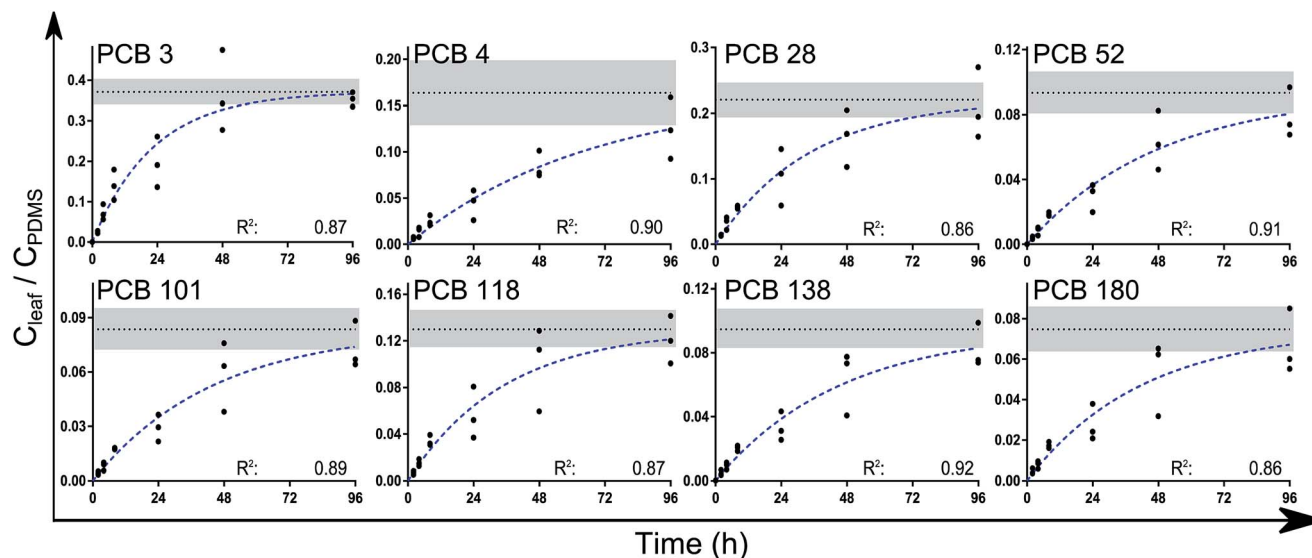 PCB 3
0.4
0.3
0.2
0.1
0.0
0 24 48 72 96
R²: 0.87
PCB 4
0.20
0.15
0.10
0.05
0.00
0 24 48 72 96
R²: 0.90
PCB 28
0.3
0.2
0.1
0.0
0 24 48 72 96
R²: 0.86
PCB 52
0.12
0.08
0.04
0.00
0 24 48 72 96
R²: 0.91
PCB 101
0.09
0.06
0.03
0.00
0 24 48 72 96
R²: 0.89
PCB 118
0.16
0.12
0.08
0.04
0.00
0 24 48 72 96
R²: 0.87
PCB 138
0.12
0.08
0.04
0.00
0 24 48 72 96
R²: 0.92
PCB 180
0.08
0.06
0.04
0.02
0.00
0 24 48 72 96
R²: 0.86
C_leaf / C_PDMS
Time (h)